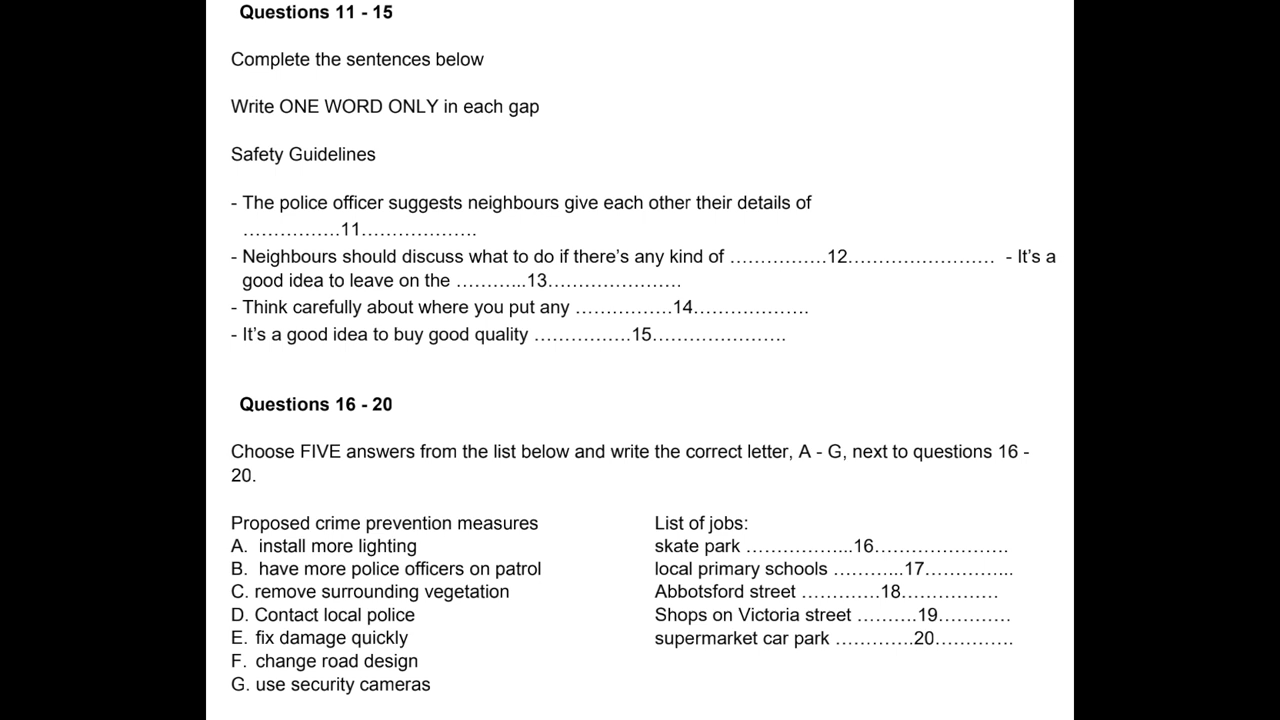 Questions 11 - 15
Complete the sentences below
Write ONE WORD ONLY in each gap
Safety Guidelines
- The police officer suggests neighbours give each other their details of
……………..11……………….
- Neighbours should discuss what to do if there’s any kind of …………….12…………………… - It’s a
good idea to leave on the ………...13………………….
- Think carefully about where you put any …………….14……………….
- It’s a good idea to buy good quality …………….15………………….
Questions 16 - 20
Choose FIVE answers from the list below and write the correct letter, A - G, next to questions 16 -
20.
Proposed crime prevention measures
A. install more lighting
B. have more police officers on patrol
C. remove surrounding vegetation
D. Contact local police
E. fix damage quickly
F. change road design
G. use security cameras
List of jobs:
skate park ……………...16………………….
local primary schools ………...17…………...
Abbotsford street ………….18……………
Shops on Victoria street ……….19…………
supermarket car park ………….20………….